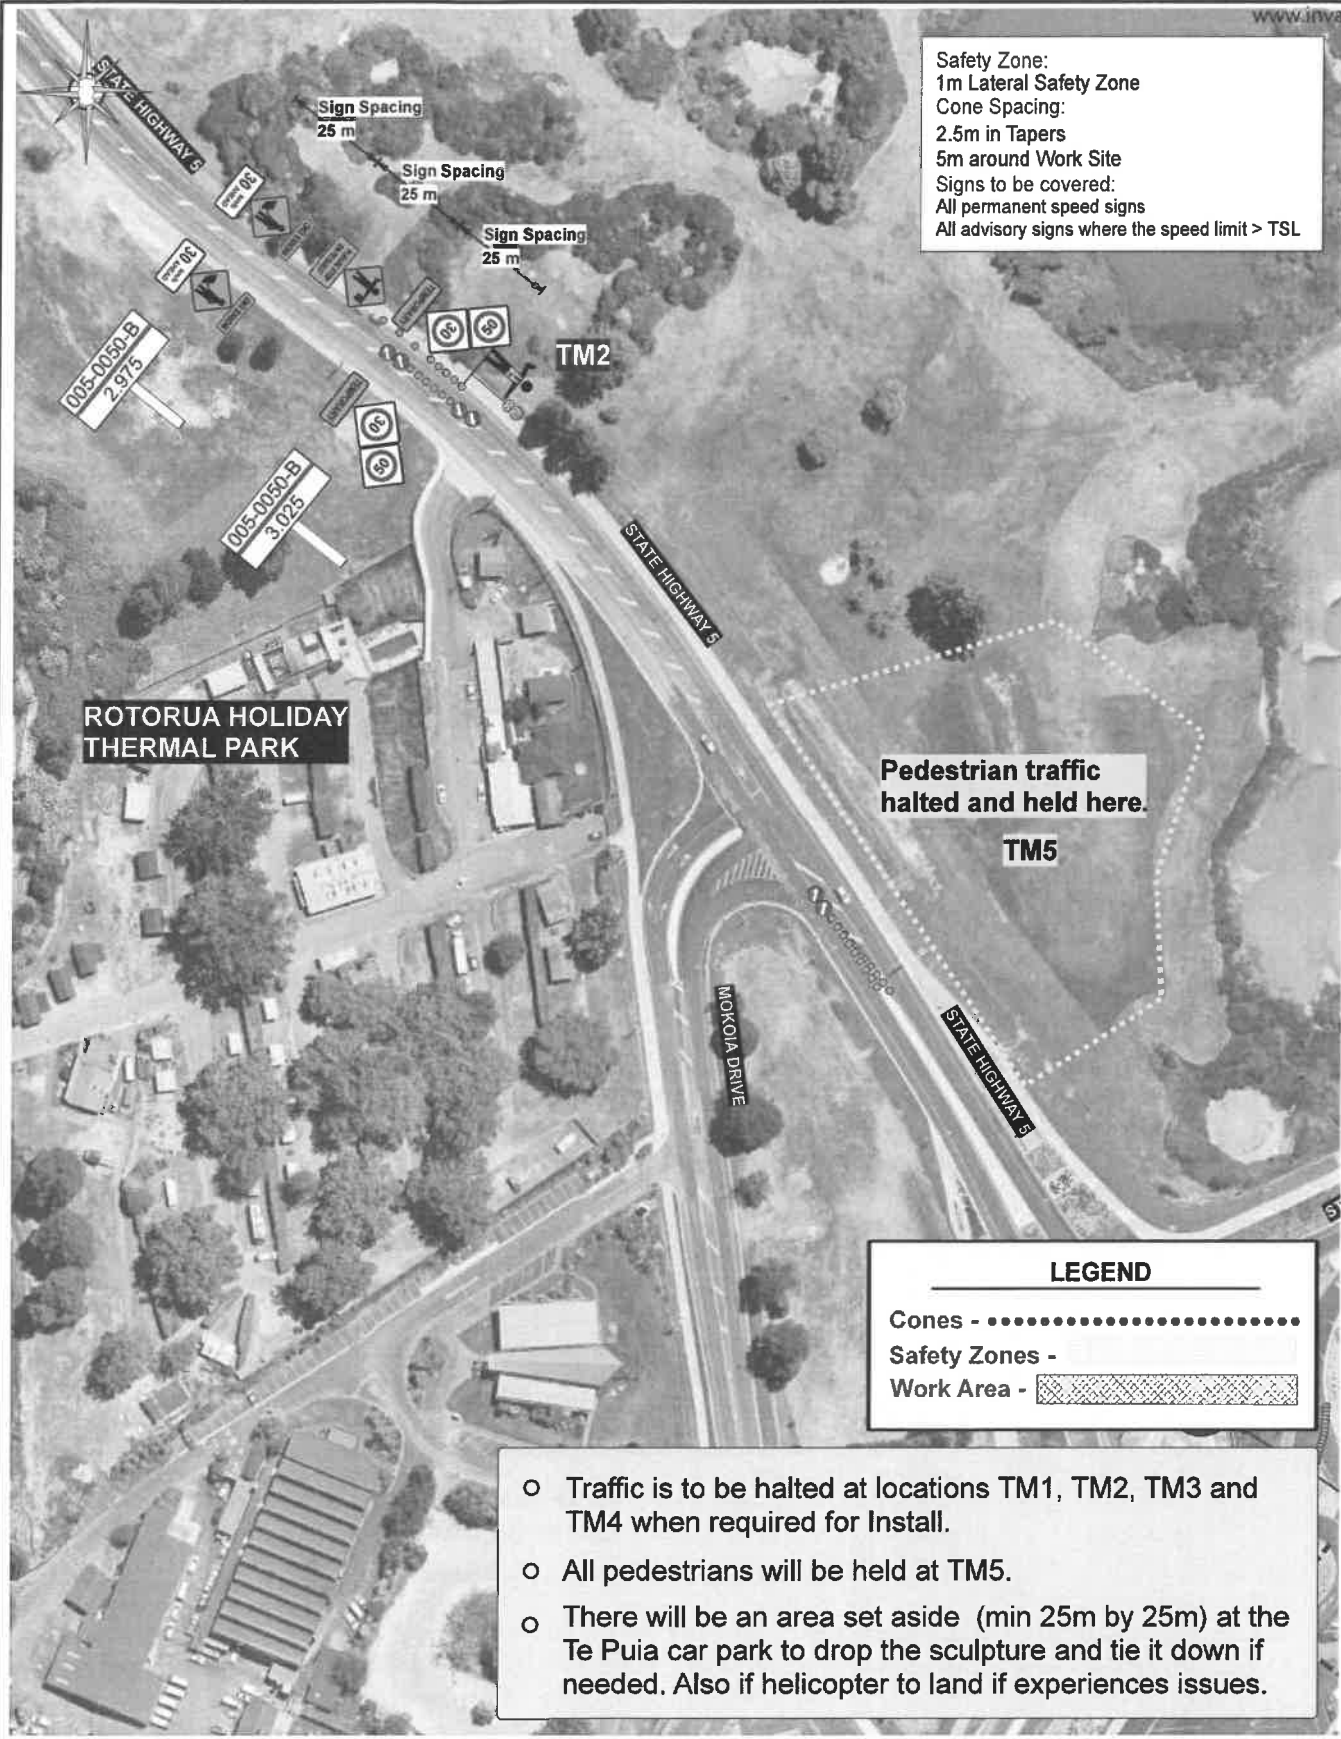 www.inva
Safety Zone:
1m Lateral Safety Zone
Cone Spacing:
2.5m in Tapers
5m around Work Site
Signs to be covered:
All permanent speed signs
All advisory signs where the speed limit > TSL
STATE HIGHWAY 5
Sign Spacing
25 m
Sign Spacing
25 m
Sign Spacing
25 m
30
30
TEMPORARY
30 50
TM2
005-0050-B
2.975
TEMPORARY
30
50
005-0050-B
3.025
STATE HIGHWAY 5
ROTORUA HOLIDAY
THERMAL PARK
Pedestrian traffic
halted and held here.
TM5
MOKOIA DRIVE
STATE HIGHWAY 5
S
LEGEND
Cones -
Safety Zones -
Work Area -
Traffic is to be halted at locations TM1, TM2, TM3 and
TM4 when required for Install.
All pedestrians will be held at TM5.
There will be an area set aside (min 25m by 25m) at the
Te Puia car park to drop the sculpture and tie it down if
needed. Also if helicopter to land if experiences issues.